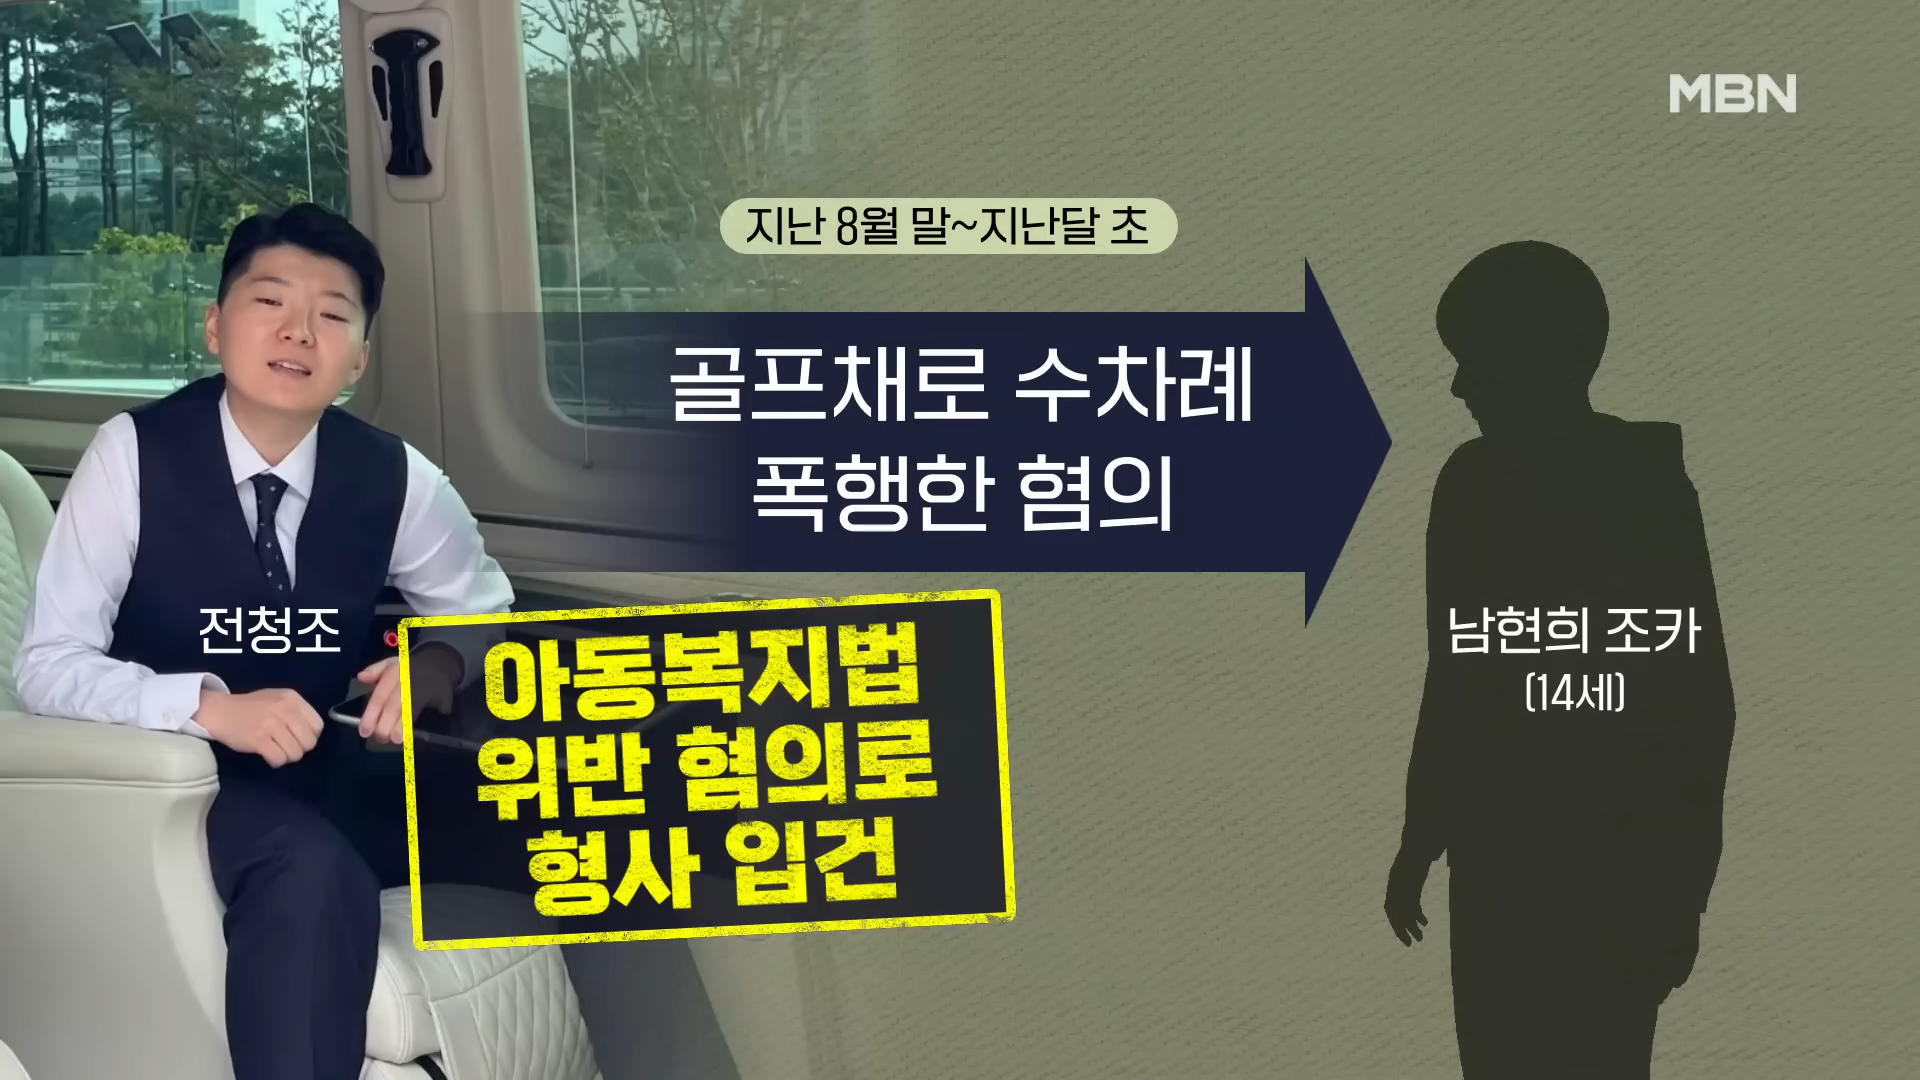 MBN
지난 8월 말~지난달 초
골프채로 수차례
폭행한 혐의
전청조
아동복지법
위반 혐의로
형사 입건
남현희 조카
(14세)